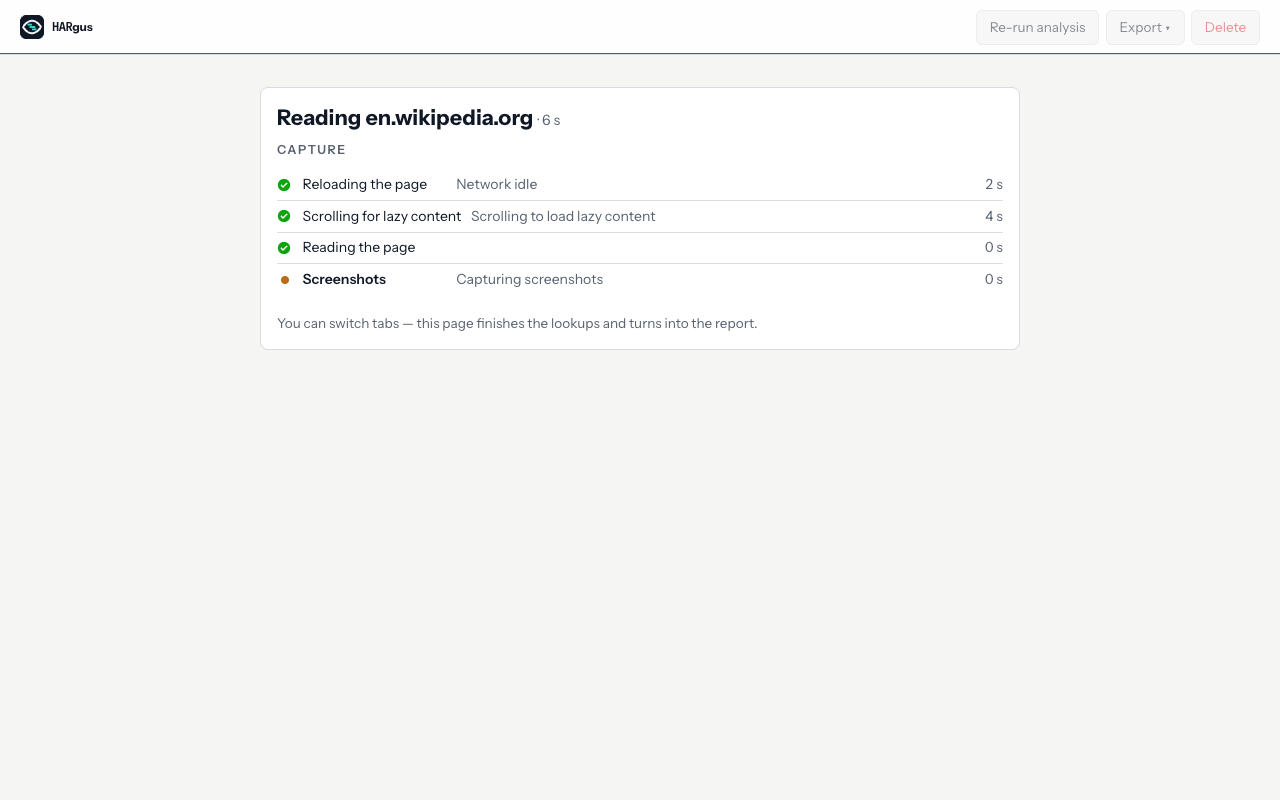 HARgus
Re-run analysis
Export ▾
Delete
Reading en.wikipedia.org · 6 s
CAPTURE
Reloading the page Network idle 2 s
Scrolling for lazy content Scrolling to load lazy content 4 s
Reading the page 0 s
Screenshots Capturing screenshots 0 s
You can switch tabs — this page finishes the lookups and turns into the report.